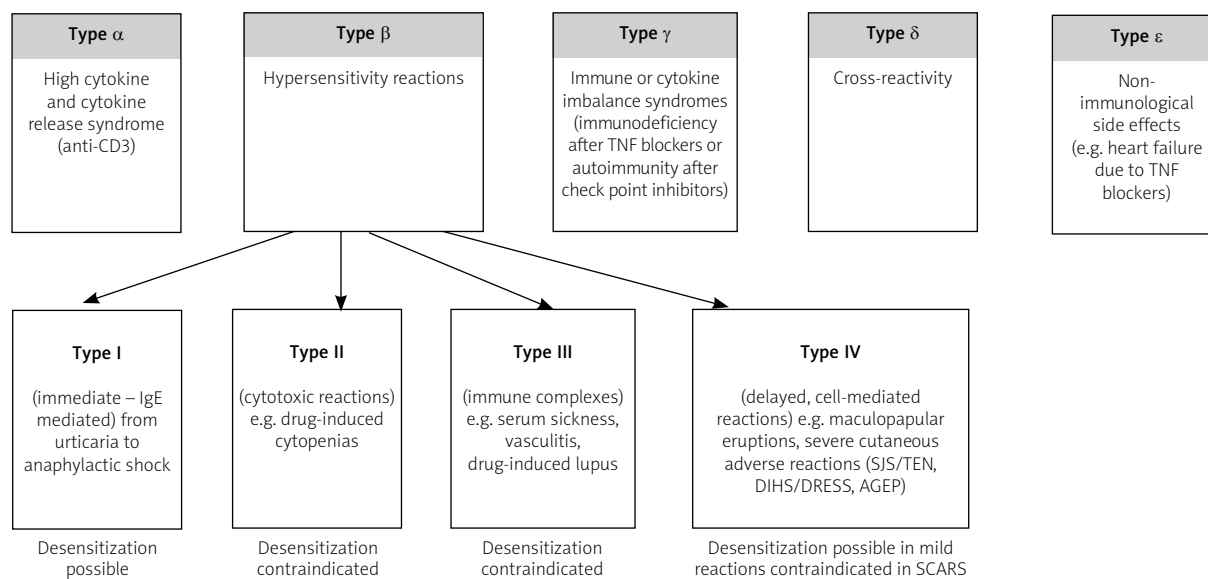 Type α
High cytokine
and cytokine
release syndrome
(anti-CD3)
Type β
Hypersensitivity reactions
Type γ
Immune or cytokine
imbalance syndromes
(immunodeficiency
after TNF blockers or
autoimmunity after
check point inhibitors)
Type δ
Cross-reactivity
Type ε
Non-
immunological
side effects
(e.g. heart failure
due to TNF
blockers)
Type I
(immediate – IgE
mediated) from
urticaria to
anaphylactic shock
Desensitization
possible
Type II
(cytotoxic reactions)
e.g. drug-induced
cytopenias
Desensitization
contraindicated
Type III
(immune complexes)
e.g. serum sickness,
vasculitis,
drug-induced lupus
Desensitization
contraindicated
Type IV
(delayed, cell-mediated
reactions) e.g. maculopapular
eruptions, severe cutaneous
adverse reactions (SJS/TEN,
DIHS/DRESS, AGEP)
Desensitization possible in mild
reactions contraindicated in SCARS